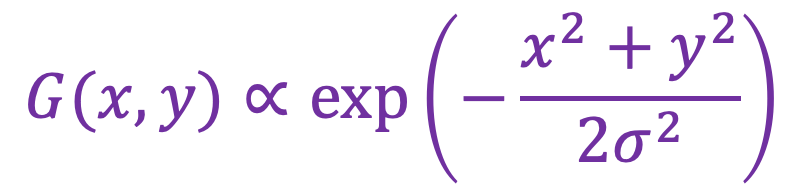 G(x, y) ∝ exp(−(x² + y²)/(2σ²))